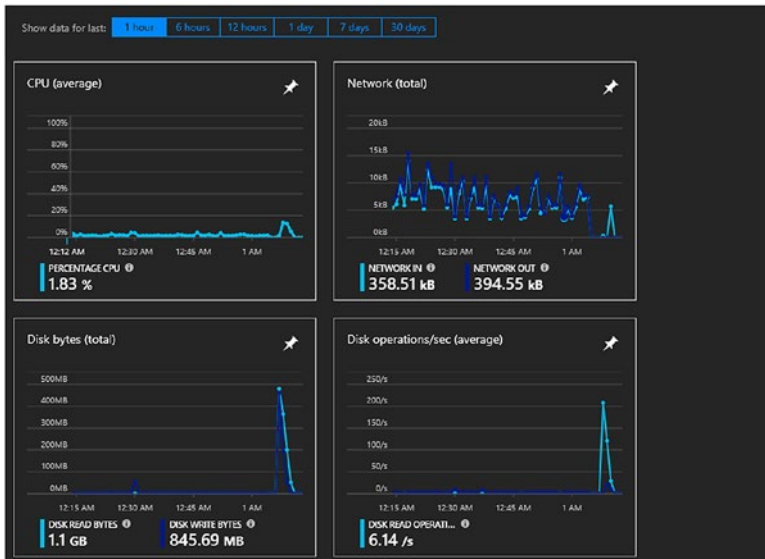 Show data for last: 1 hour 6 hours 12 hours 1 day 7 days 30 days
CPU (average)
100%
80%
60%
40%
20%
0%
12:12 AM 12:30 AM 12:45 AM 1 AM
PERCENTAGE CPU
1.83 %
Network (total)
20kB
15kB
10kB
5kB
0kB
12:15 AM 12:30 AM 12:45 AM 1 AM
NETWORK IN NETWORK OUT
358.51 kB 394.55 kB
Disk bytes (total)
500MB
400MB
300MB
200MB
100MB
0MB
12:15 AM 12:30 AM 12:45 AM 1 AM
DISK READ BYTES DISK WRITE BYTES
1.1 GB 845.69 MB
Disk operations/sec (average)
250/s
200/s
150/s
100/s
50/s
0/s
12:15 AM 12:30 AM 12:45 AM 1 AM
DISK READ OPERATI...
6.14 /s